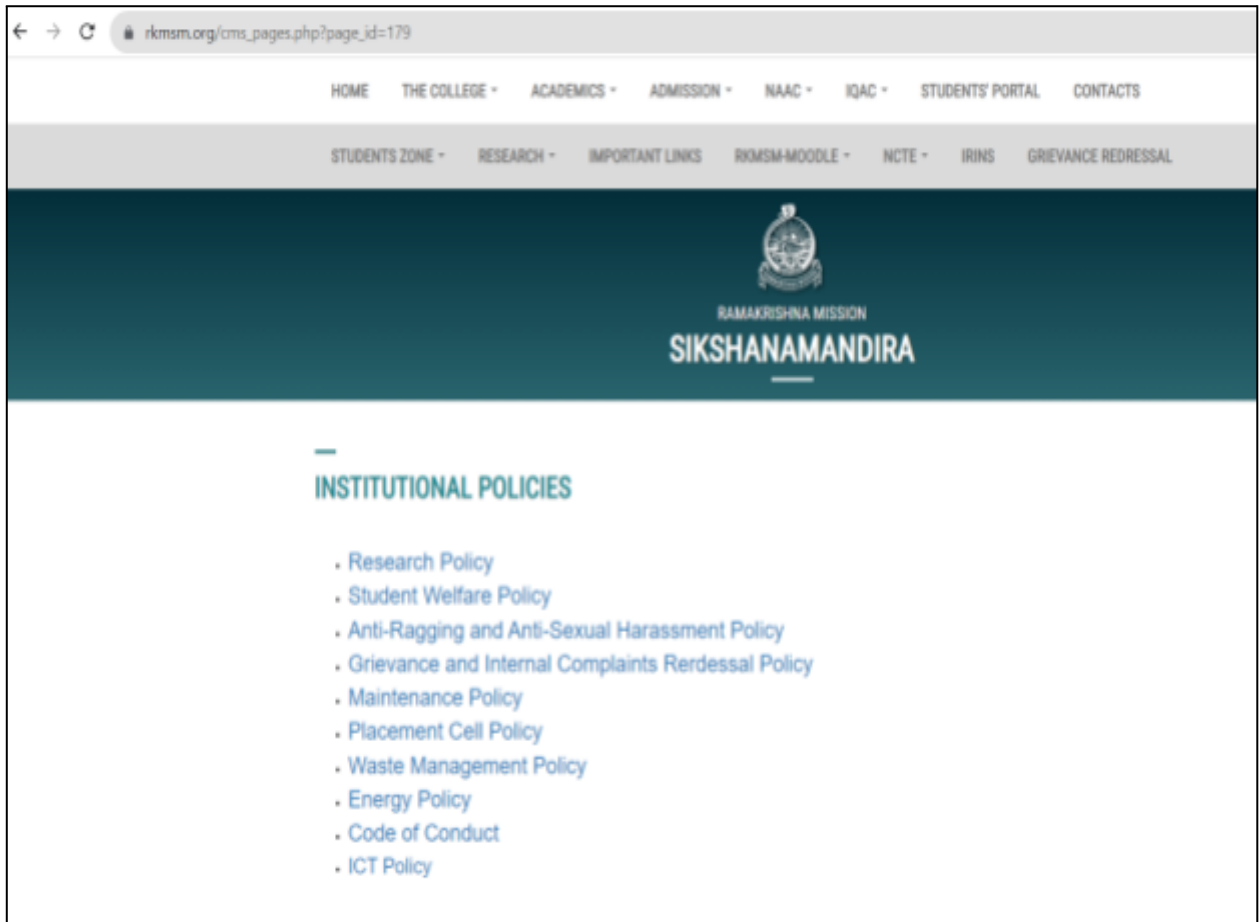 rkmsm.org/cms_pages.php?page_id=179
HOME THE COLLEGE ACADEMICS ADMISSION NAAC IQAC STUDENTS' PORTAL CONTACTS
STUDENTS ZONE RESEARCH IMPORTANT LINKS RKMSM-MOODLE NCTE IRINS GRIEVANCE REDRESSAL
RAMAKRISHNA MISSION
SIKSHANAMANDIRA
INSTITUTIONAL POLICIES
Research Policy
Student Welfare Policy
Anti-Ragging and Anti-Sexual Harassment Policy
Grievance and Internal Complaints Rerdessal Policy
Maintenance Policy
Placement Cell Policy
Waste Management Policy
Energy Policy
Code of Conduct
ICT Policy